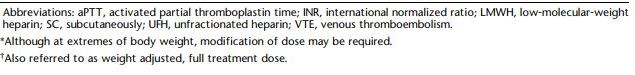 Abbreviations: aPTT, activated partial thromboplastin time; INR, international normalized ratio; LMWH, low-molecular-weight
heparin; SC, subcutaneously; UFH, unfractionated heparin; VTE, venous thromboembolism.
*Although at extremes of body weight, modification of dose may be required.
†Also referred to as weight adjusted, full treatment dose.